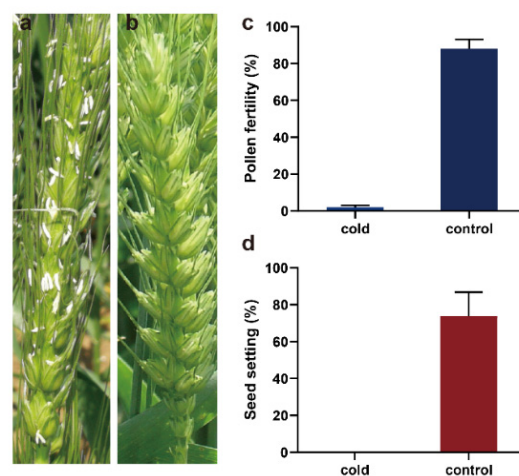 a
b
c
Pollen fertility (%)
100
80
60
40
20
0
cold
control
d
Seed setting (%)
100
80
60
40
20
0
cold
control